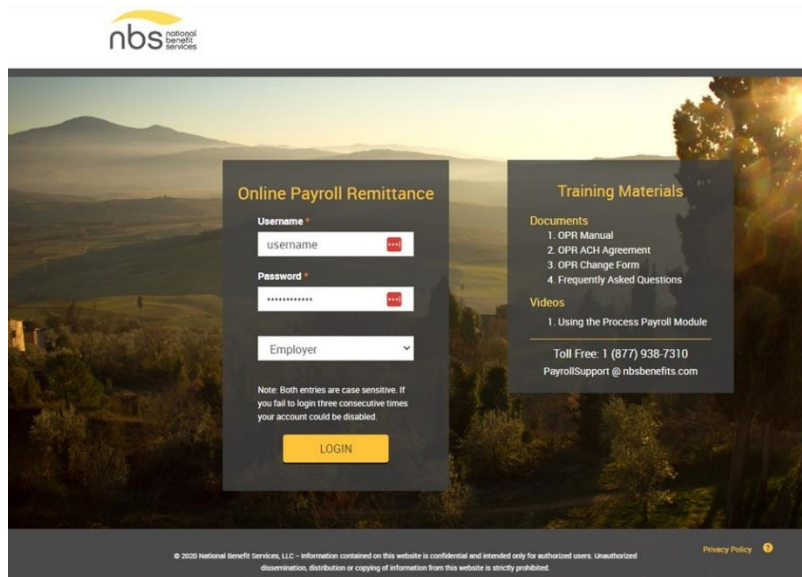 nbs national
benefit
services
Online Payroll Remittance
Username *
username
Password *
************
Employer
Note: Both entries are case sensitive. If
you fail to login three consecutive times
your account could be disabled.
LOGIN
Training Materials
Documents
1. OPR Manual
2. OPR ACH Agreement
3. OPR Change Form
4. Frequently Asked Questions
Videos
1. Using the Process Payroll Module
Toll Free: 1 (877) 938-7310
PayrollSupport @ nbsbenefits.com
© 2020 National Benefit Services, LLC – Information contained on this website is confidential and intended only for authorized users. Unauthorized
dissemination, distribution or copying of information from this website is strictly prohibited.
Privacy Policy ?